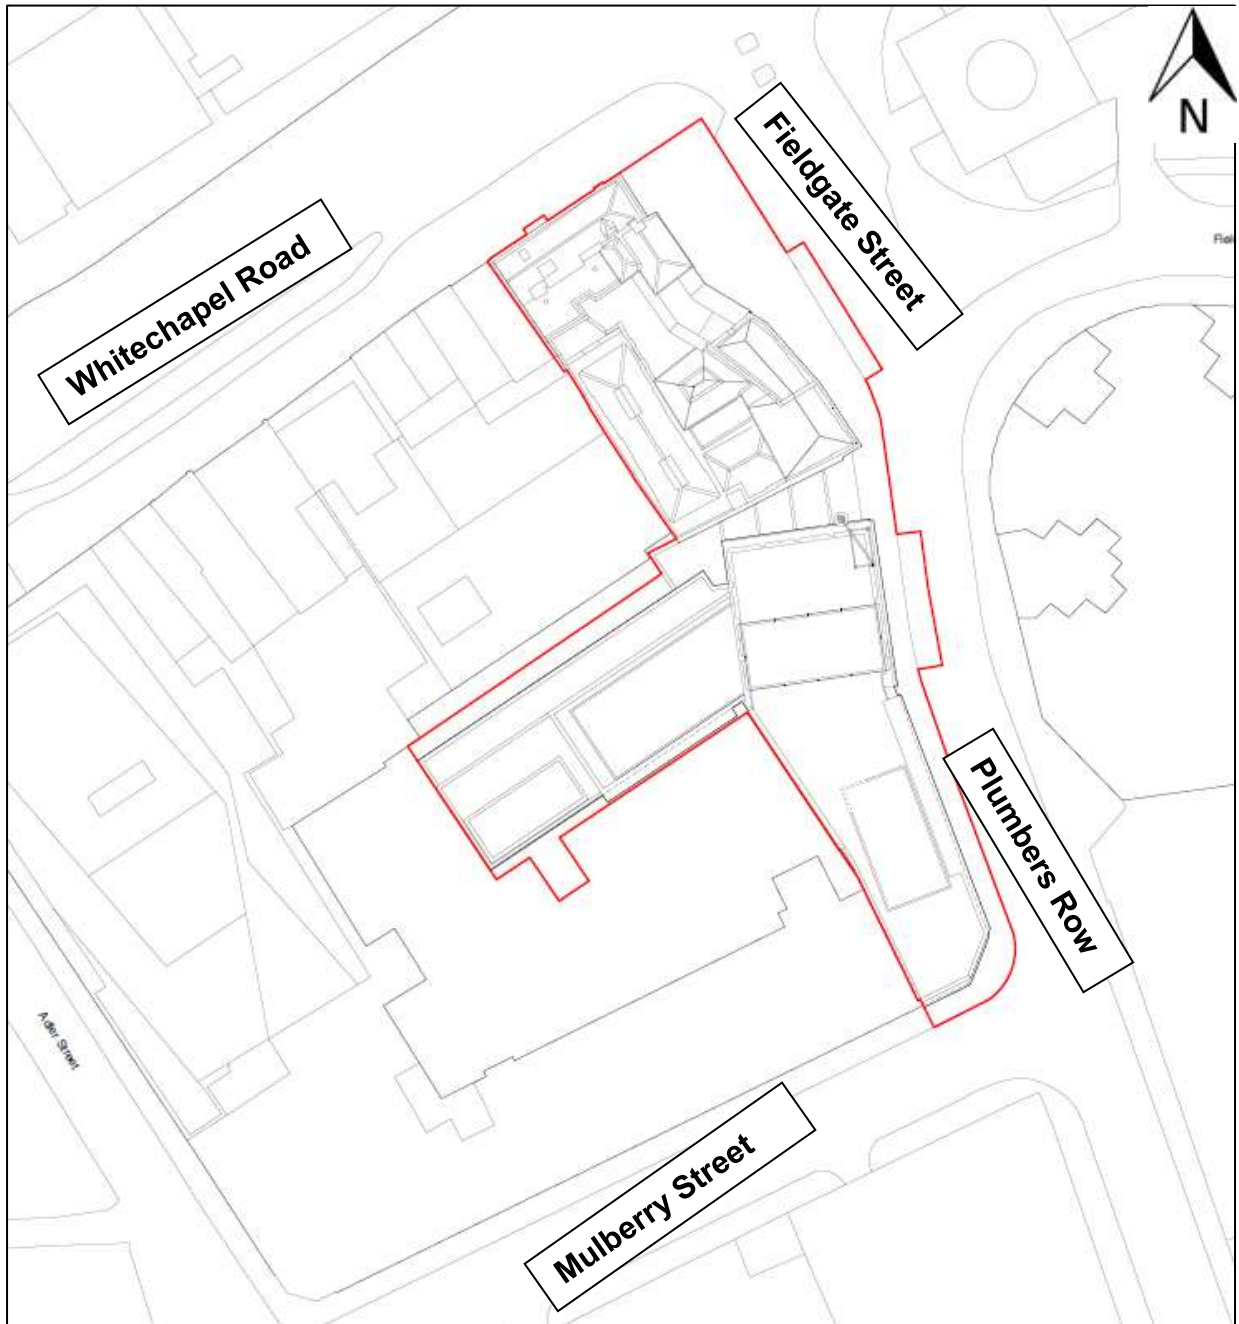 N
Fieldgate Street
Whitechapel Road
Plumbers Row
Adler Street
Mulberry Street